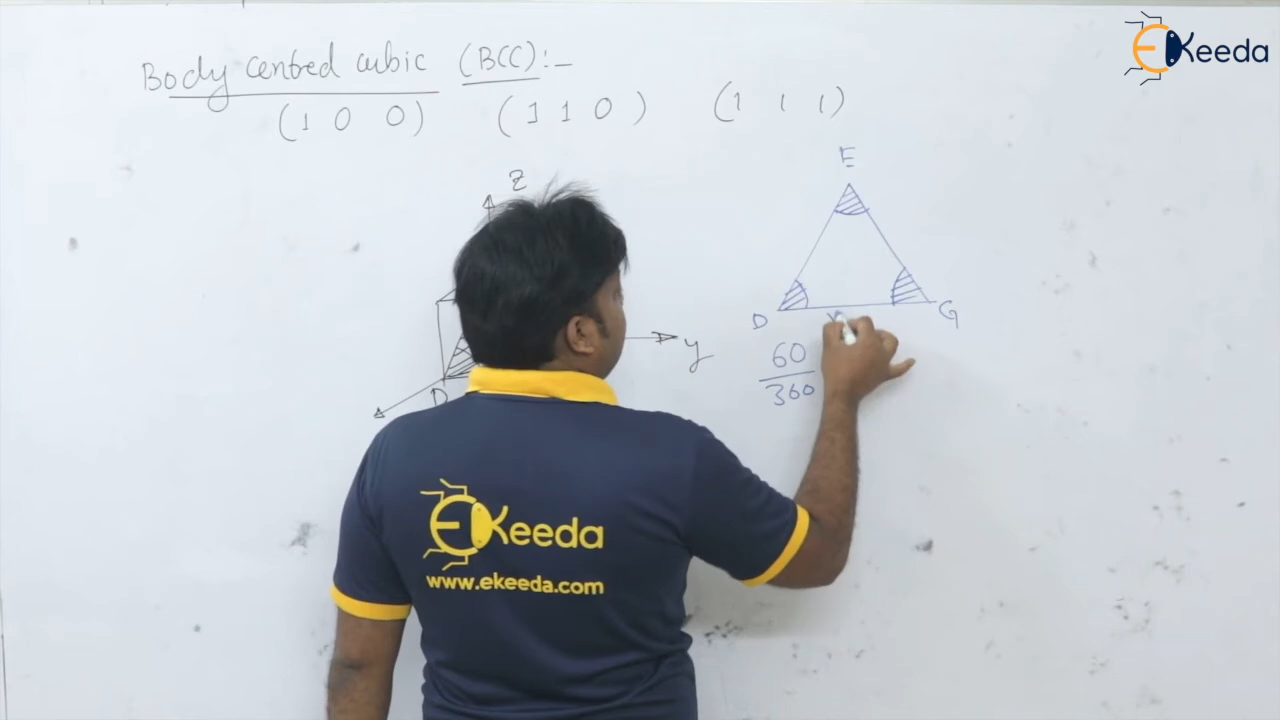 EKeeda
Body centred cubic (BCC):-
(1 0 0) (1 1 0) (1 1 1)
E
Z
y
D G
60
360
D
EKeeda
www.ekeeda.com